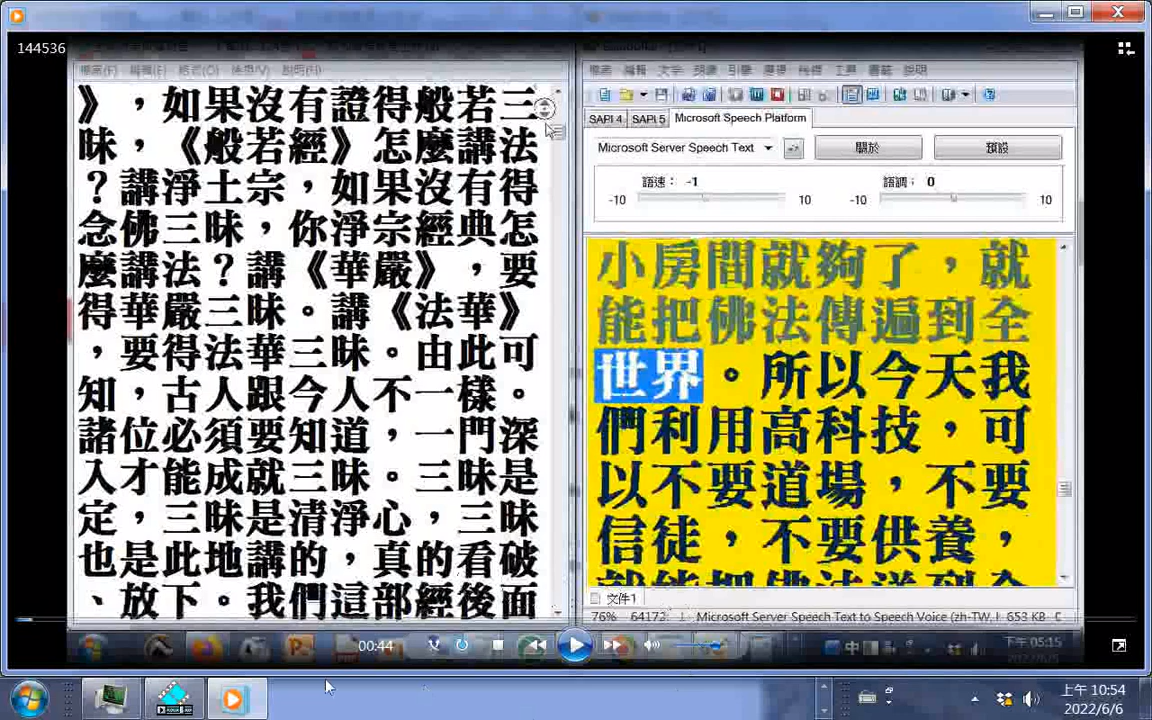 144536
》，如果沒有證得般若三
昧，《般若經》怎麼講法
？講淨土宗，如果沒有得
念佛三昧，你淨宗經典怎
麼講法？講《華嚴》，要
得華嚴三昧。講《法華》
，要得法華三昧。由此可
知，古人跟今人不一樣。
諸位必須要知道，一門深
入才能成就三昧。三昧是
定，三昧是清淨心，三昧
也是此地講的，真的看破
、放下。我們這部經後面
SAPI 4 SAPI 5 Microsoft Speech Platform
Microsoft Server Speech Text
關於
預設
語速： -1
語調： 0
-10 10
-10 10
小房間就夠了，就
能把佛法傳遍到全
世界。所以今天我
們利用高科技，可
以不要道場，不要
信徒，不要供養，
文件1
76% 64173
Microsoft Server Speech Text to Speech Voice (zh-TW,
653 KB
00:44
中
下午 05:15
上午 10:54
2022/6/6